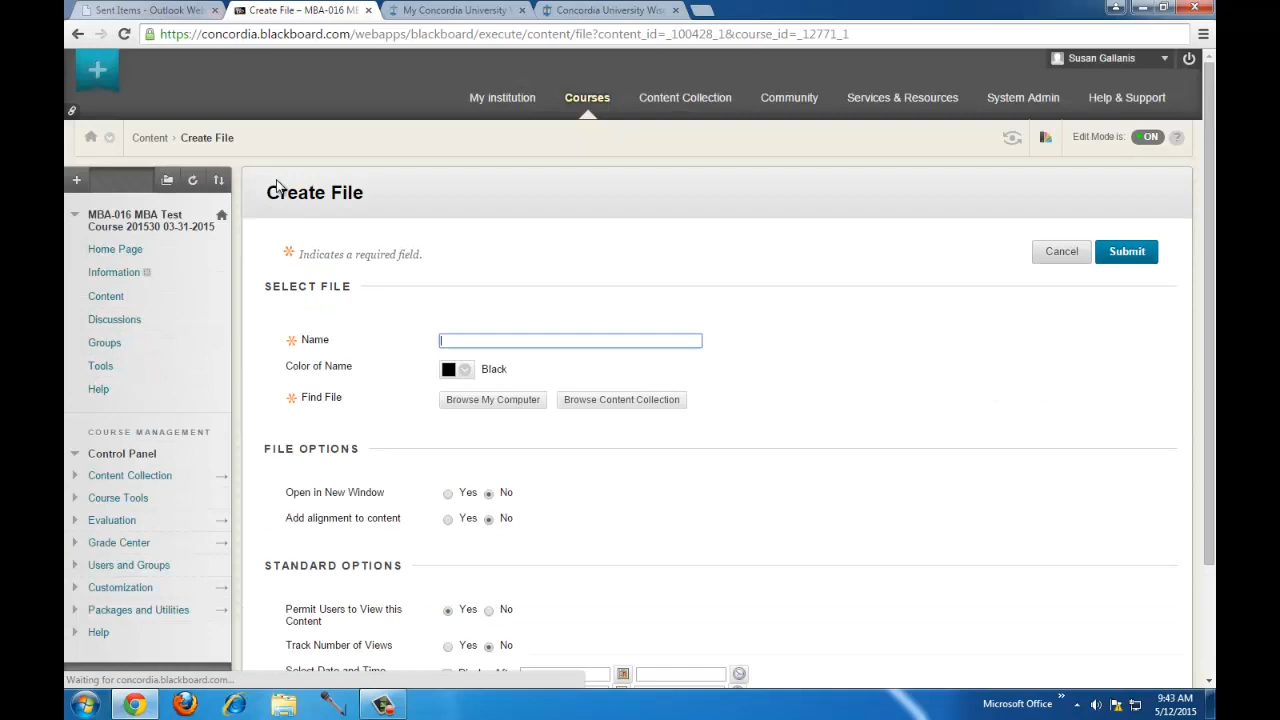 Sent Items - Outlook Web
Create File – MBA-016 MB
My Concordia University
Concordia University Wis
https://concordia.blackboard.com/webapps/blackboard/execute/content/file?content_id=_100428_1&course_id=_12771_1
Susan Gallanis
My institution
Courses
Content Collection
Community
Services & Resources
System Admin
Help & Support
Content › Create File
Edit Mode is: ON ?
MBA-016 MBA Test
Course 201530 03-31-2015
Home Page
Information
Content
Discussions
Groups
Tools
Help
COURSE MANAGEMENT
Control Panel
Content Collection
Course Tools
Evaluation
Grade Center
Users and Groups
Customization
Packages and Utilities
Help
Create File
Indicates a required field.
Cancel
Submit
SELECT FILE
Name
Color of Name
Black
Find File
Browse My Computer
Browse Content Collection
FILE OPTIONS
Open in New Window
Yes No
Add alignment to content
Yes No
STANDARD OPTIONS
Permit Users to View this
Content
Yes No
Track Number of Views
Yes No
Select Date and Time
Display After
Waiting for concordia.blackboard.com...
Microsoft Office
9:43 AM
5/12/2015